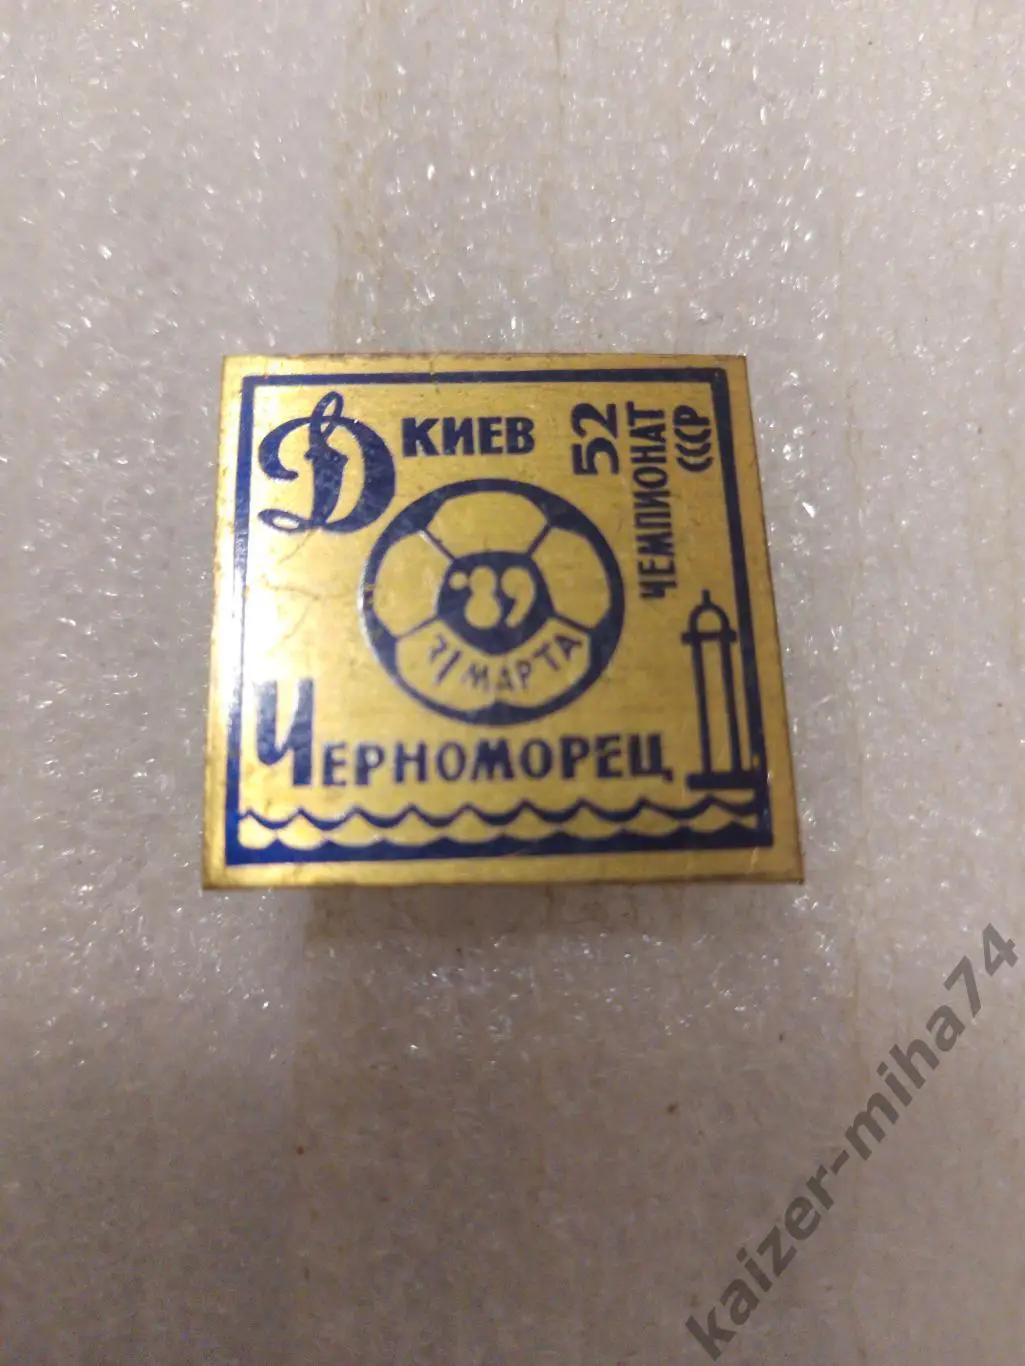 Д КИЕВ
52
ЧЕМПИОНАТ
СССР
'89
МАРТА
ЧЕРНОМОРЕЦ
kaizer-miha74